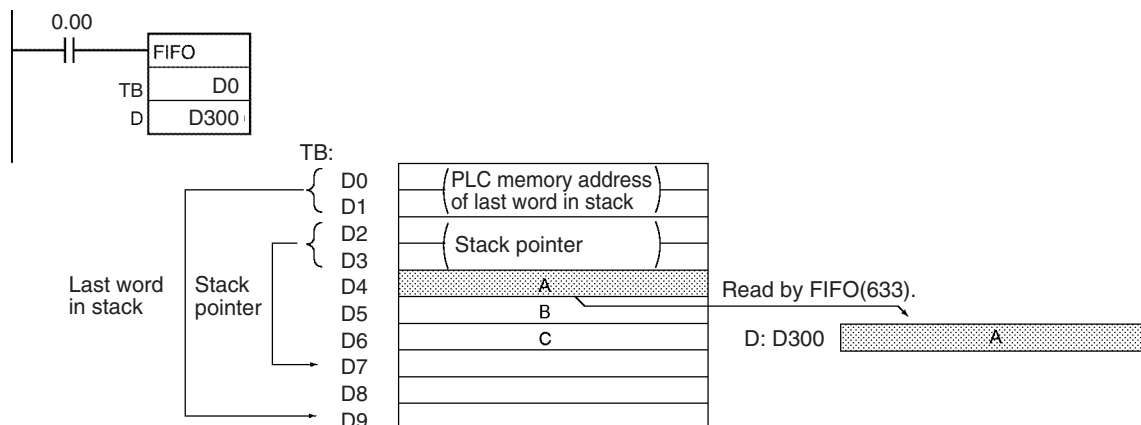 0.00
FIFO
TB D0
D D300
TB:
D0
D1
PLC memory address
of last word in stack
D2
D3
Stack pointer
D4 A
Read by FIFO(633).
Last word
in stack
Stack
pointer
D5 B
D6 C
D: D300 A
D7
D8
D9